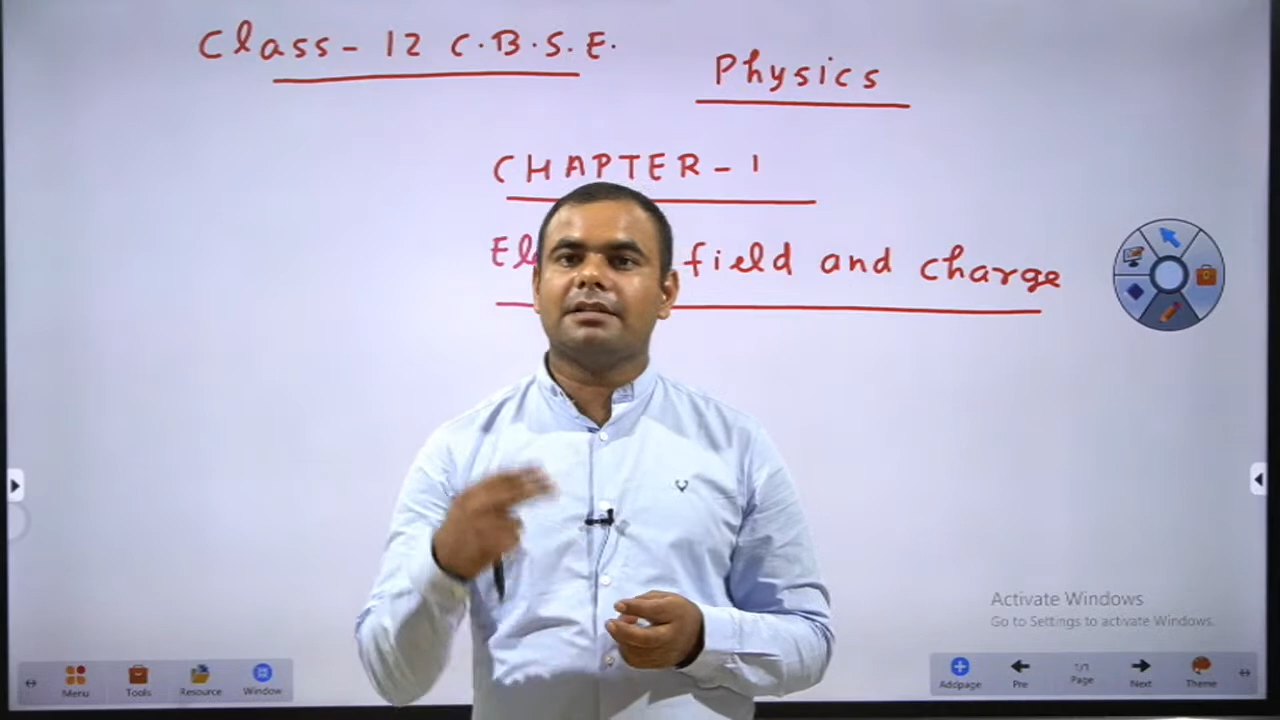 Class - 12 C.B.S.E.
Physics
CHAPTER - 1
field and charge
Activate Windows
Go to Settings to activate Windows.
Menu Tools Resource Window
Addpage Pre 1/1 Page Next Theme